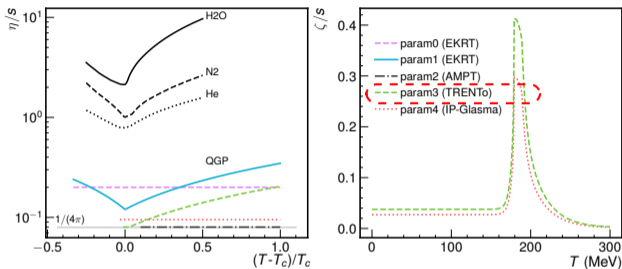 η/s
H2O
N2
He
QGP
1/(4π)
10¹
10⁰
10⁻¹
−0.5
0.0
0.5
1.0
(T-Tc)/Tc
ζ/s
0.4
0.3
0.2
0.1
0.0
param0 (EKRT)
param1 (EKRT)
param2 (AMPT)
param3 (TRENTo)
param4 (IP-Glasma)
0
100
200
300
T (MeV)